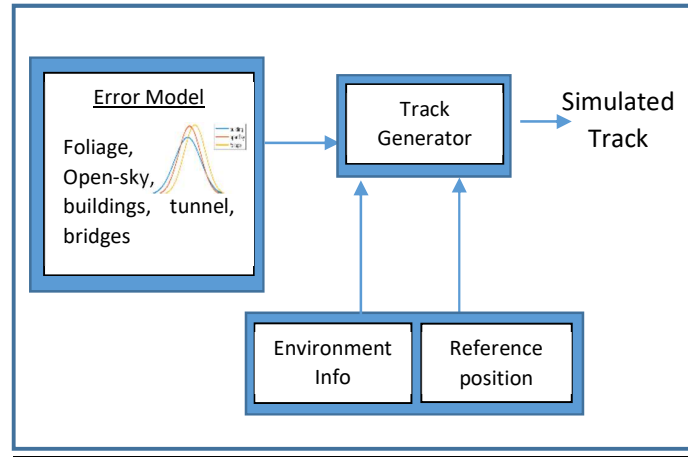 Error Model
Foliage,
Open-sky,
buildings, tunnel,
bridges
Track
Generator
Simulated
Track
Environment
Info
Reference
position